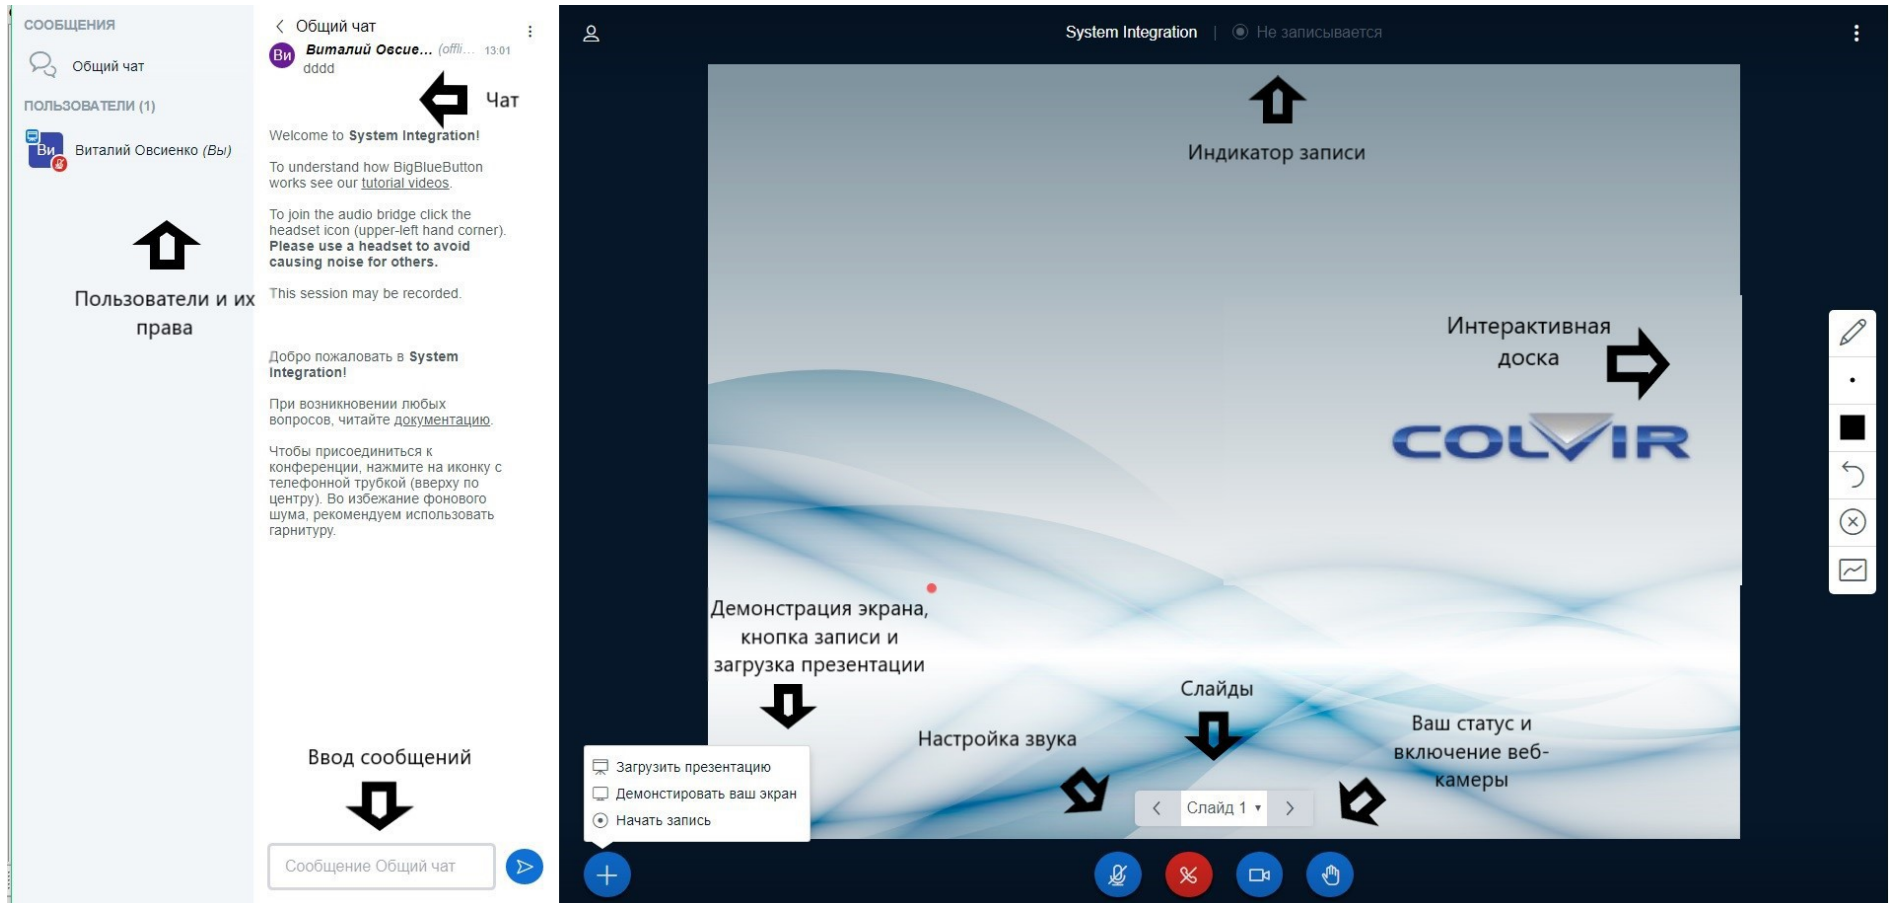 СООБЩЕНИЯ
Общий чат
ПОЛЬЗОВАТЕЛИ (1)
Ви
Виталий Овсиенко (Вы)
Пользователи и их
права
Общий чат
Ви
Виталий Овсие... (offli... 13:01
dddd
Чат
Welcome to System Integration!
To understand how BigBlueButton
works see our tutorial videos.
To join the audio bridge click the
headset icon (upper-left hand corner).
Please use a headset to avoid
causing noise for others.
This session may be recorded.
Добро пожаловать в System
Integration!
При возникновении любых
вопросов, читайте документацию.
Чтобы присоединиться к
конференции, нажмите на иконку с
телефонной трубкой (вверху по
центру). Во избежание фонового
шума, рекомендуем использовать
гарнитуру.
Ввод сообщений
Сообщение Общий чат
System Integration | Не записывается
Индикатор записи
Интерактивная
доска
COLVIR
Демонстрация экрана,
кнопка записи и
загрузка презентации
Загрузить презентацию
Демонстировать ваш экран
Начать запись
Настройка звука
Слайды
Слайд 1
Ваш статус и
включение веб-
камеры